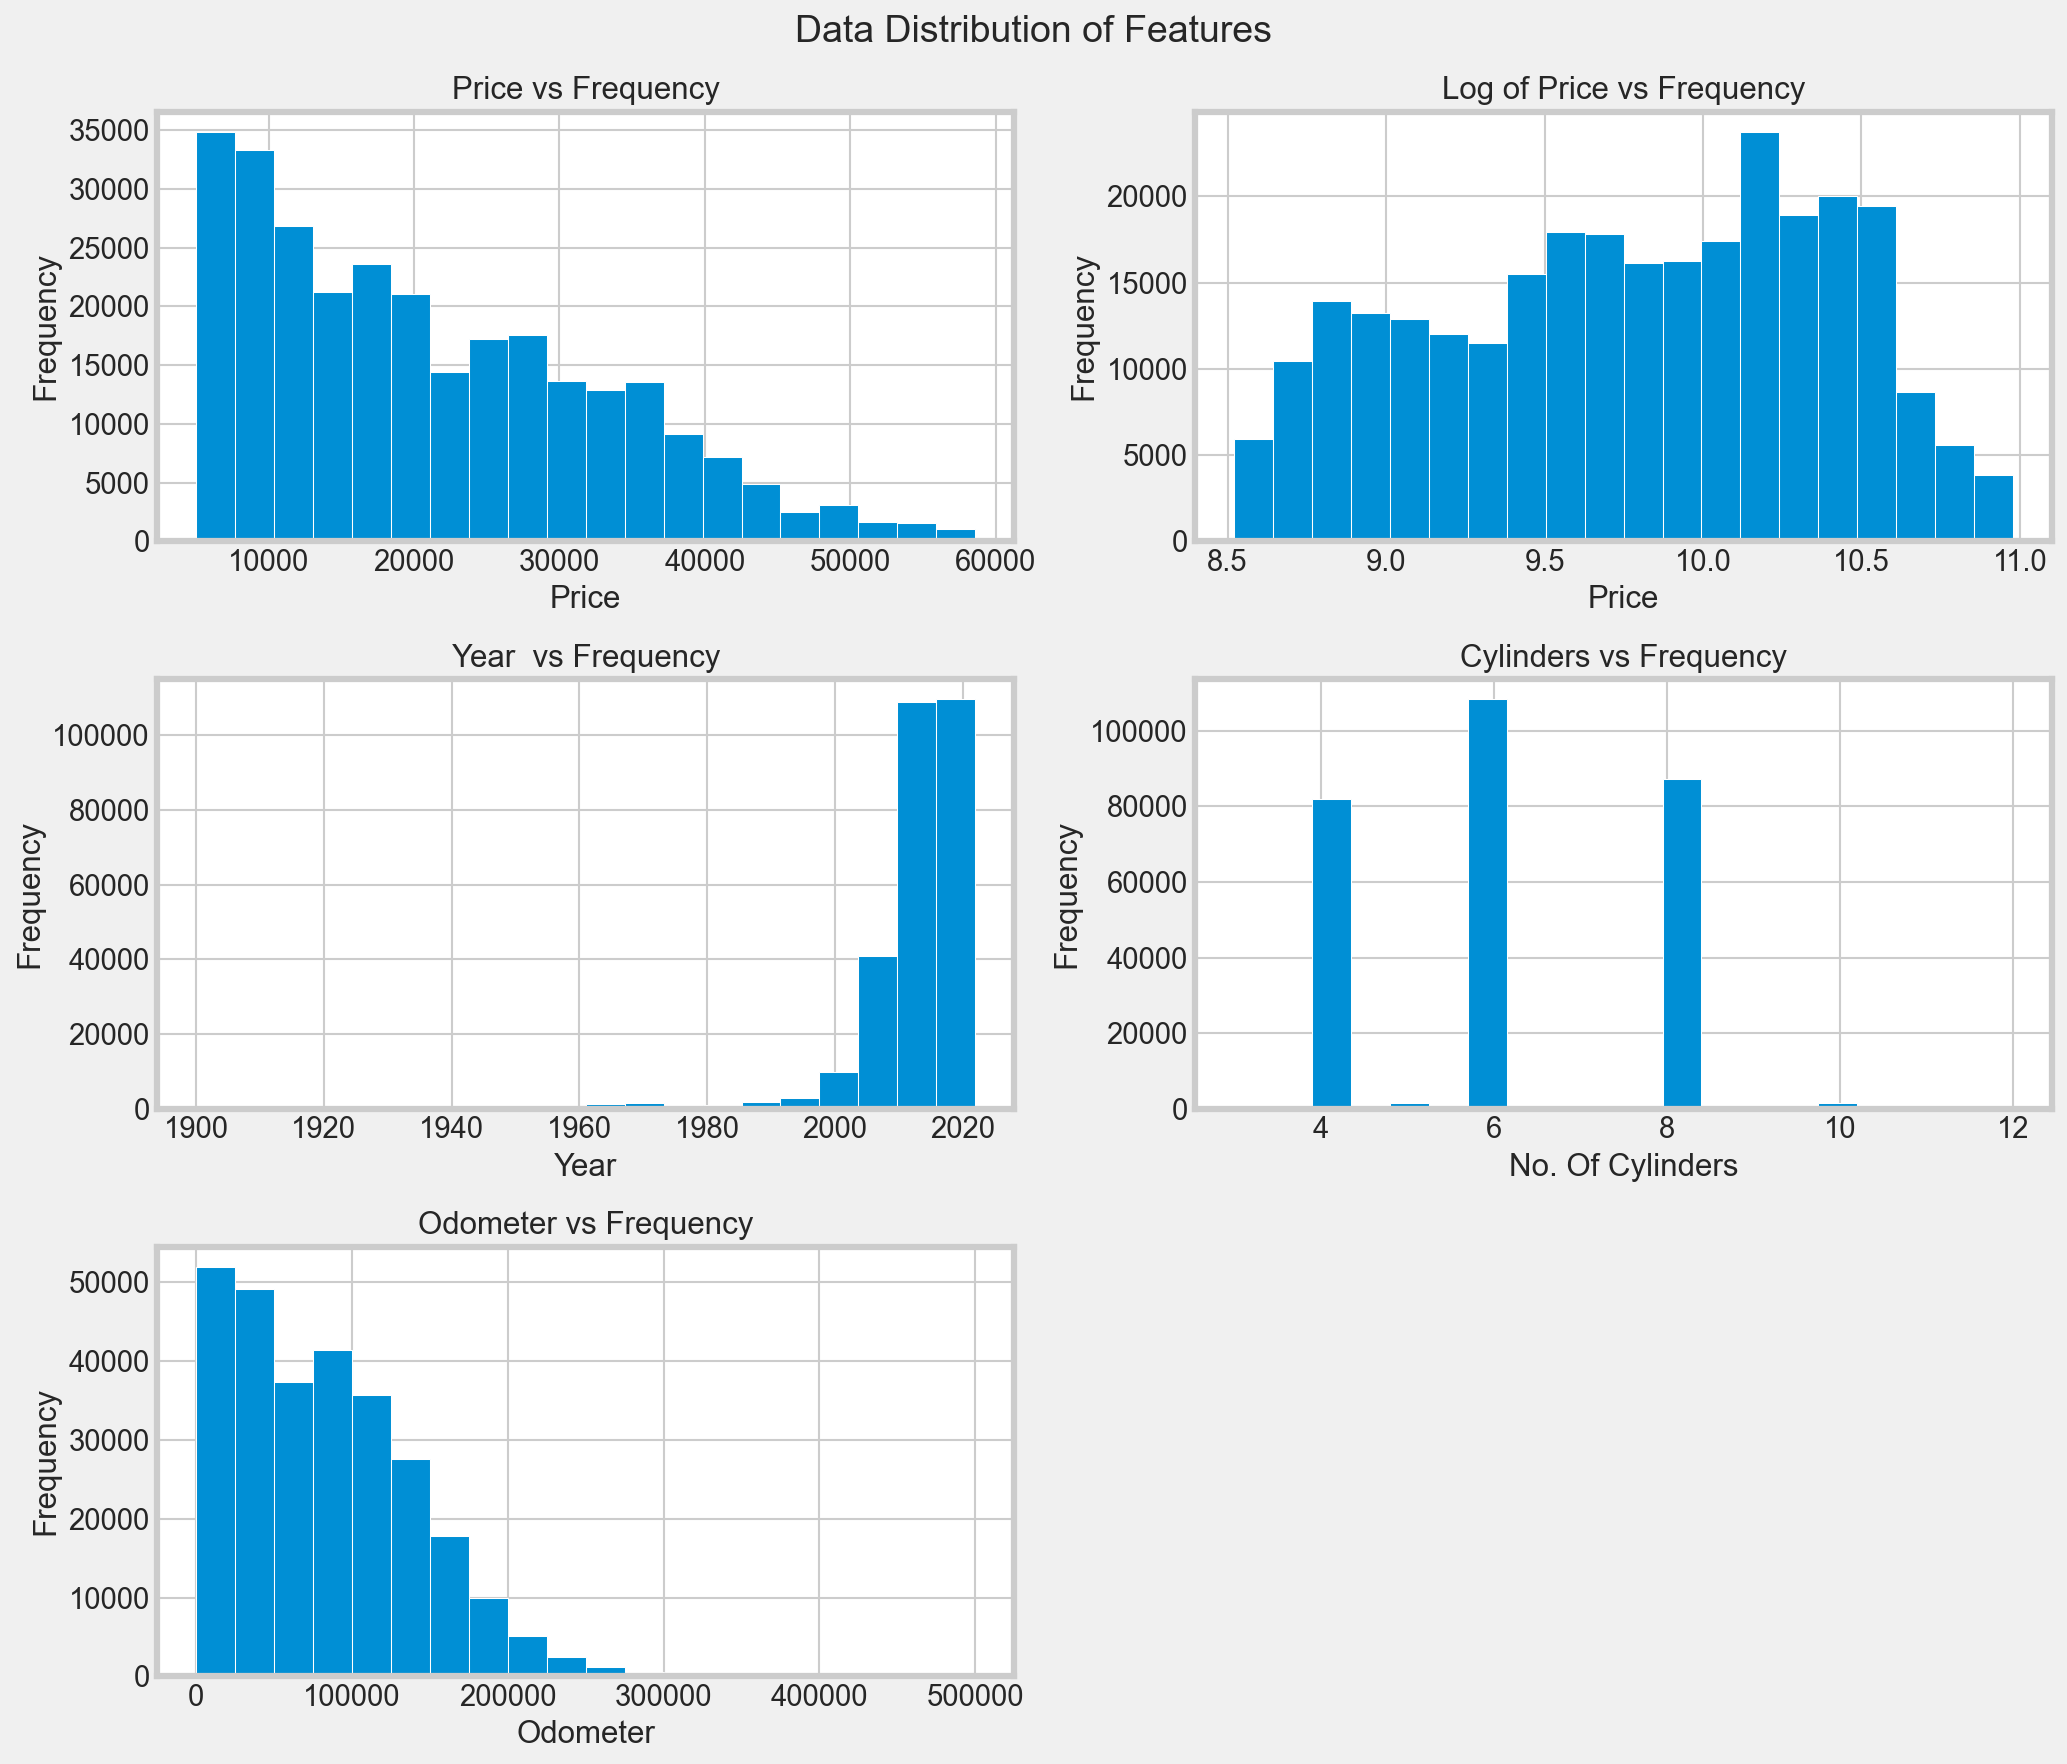 Data Distribution of Features
Price vs Frequency
35000
30000
25000
20000
15000
10000
5000
0
Frequency
10000 20000 30000 40000 50000 60000
Price
Log of Price vs Frequency
20000
15000
10000
5000
0
Frequency
8.5 9.0 9.5 10.0 10.5 11.0
Price
Year  vs Frequency
100000
80000
60000
40000
20000
0
Frequency
1900 1920 1940 1960 1980 2000 2020
Year
Cylinders vs Frequency
100000
80000
60000
40000
20000
0
Frequency
4 6 8 10 12
No. Of Cylinders
Odometer vs Frequency
50000
40000
30000
20000
10000
0
Frequency
0 100000 200000 300000 400000 500000
Odometer